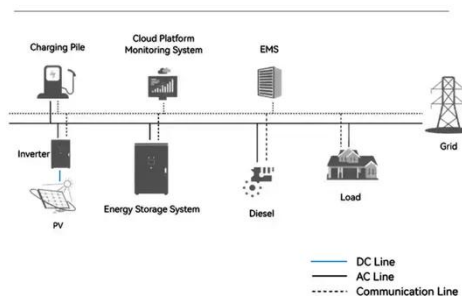 Charging Pile
Cloud Platform
Monitoring System
EMS
Grid
Inverter
PV
Energy Storage System
Diesel
Load
DC Line
AC Line
Communication Line